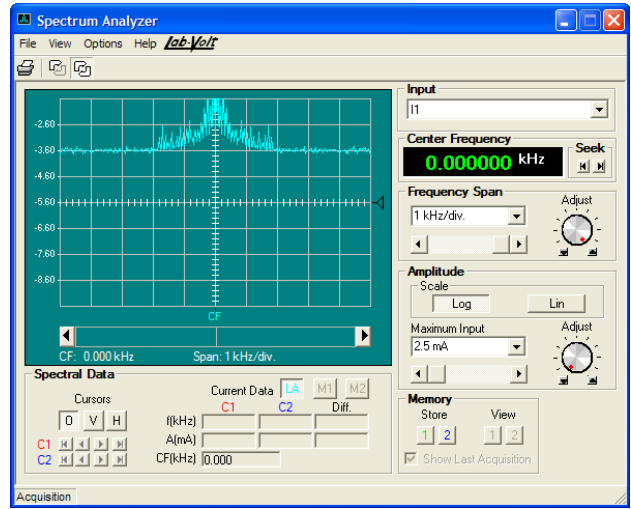 Spectrum Analyzer
File View Options Help Lab-Volt
-2.60
-3.60
-4.60
-5.60
-6.60
-7.60
-8.60
CF
CF: 0.000 kHz Span: 1 kHz/div.
Input
I1
Center Frequency
0.000000 kHz
Seek
Frequency Span
1 kHz/div.
Adjust
Amplitude
Scale
Log Lin
Maximum Input
2.5 mA
Adjust
Spectral Data
Cursors
O V H
C1
C2
Current Data LA M1 M2
C1 C2 Diff.
f(kHz)
A(mA)
CF(kHz) 0.000
Memory
Store View
1 2 1 2
Show Last Acquisition
Acquisition